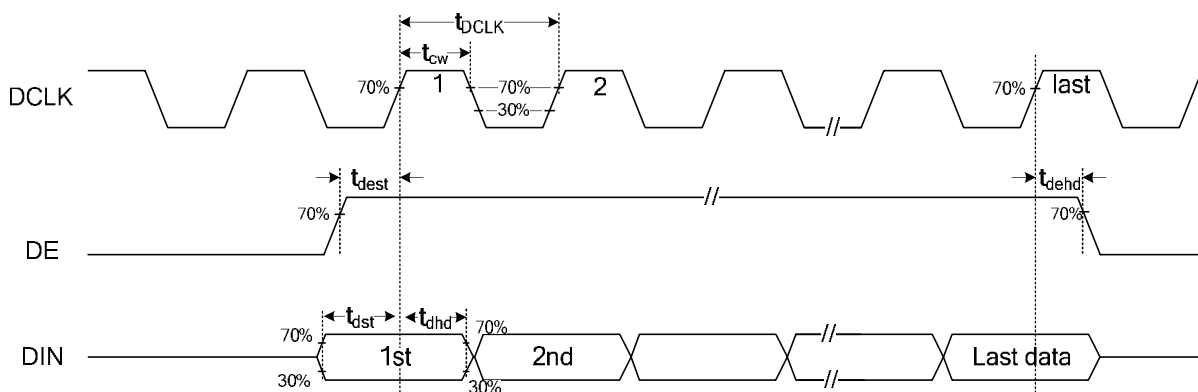 tDCLK
tcw
DCLK 70% 1 70% 2 70% last
30%
//
tdest tdehd
70% // 70%
DE
tdst tdhd
70% 70% //
DIN 1st 2nd Last data
30% 30% //